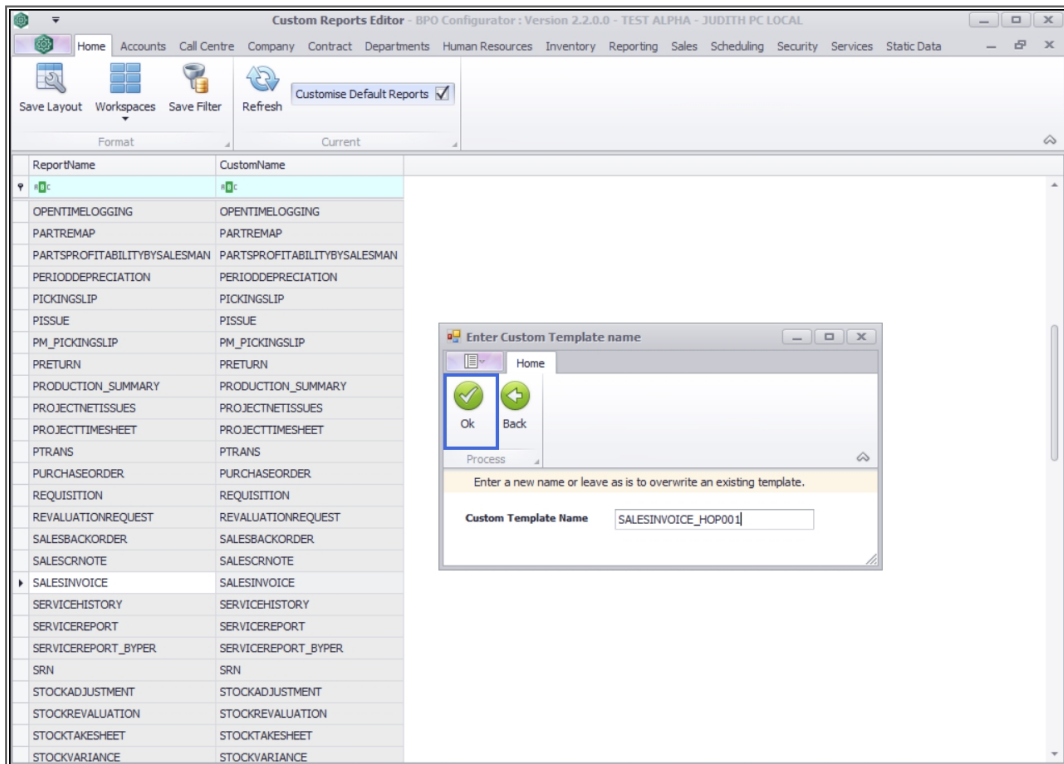 Custom Reports Editor - BPO Configurator : Version 2.2.0.0 - TEST ALPHA - JUDITH PC LOCAL
Home Accounts Call Centre Company Contract Departments Human Resources Inventory Reporting Sales Scheduling Security Services Static Data
Save Layout Workspaces Save Filter Refresh Customise Default Reports
Format Current
ReportName CustomName
OPENTIMELOGGING OPENTIMELOGGING
PARTREMAP PARTREMAP
PARTSPROFITABILITYBYSALESMAN PARTSPROFITABILITYBYSALESMAN
PERIODDEPRECIATION PERIODDEPRECIATION
PICKINGSLIP PICKINGSLIP
PISSUE PISSUE
PM_PICKINGSLIP PM_PICKINGSLIP
PRETURN PRETURN
PRODUCTION_SUMMARY PRODUCTION_SUMMARY
PROJECTNETISSUES PROJECTNETISSUES
PROJECTTIMESHEET PROJECTTIMESHEET
PTRANS PTRANS
PURCHASEORDER PURCHASEORDER
REQUISITION REQUISITION
REVALUATIONREQUEST REVALUATIONREQUEST
SALESBACKORDER SALESBACKORDER
SALESCRNOTE SALESCRNOTE
SALESINVOICE SALESINVOICE
SERVICEHISTORY SERVICEHISTORY
SERVICEREPORT SERVICEREPORT
SERVICEREPORT_BYPER SERVICEREPORT_BYPER
SRN SRN
STOCKADJUSTMENT STOCKADJUSTMENT
STOCKREVALUATION STOCKREVALUATION
STOCKTAKESHEET STOCKTAKESHEET
STOCKVARIANCE STOCKVARIANCE
Enter Custom Template name
Home
Ok Back
Process
Enter a new name or leave as is to overwrite an existing template.
Custom Template Name SALESINVOICE_HOP001